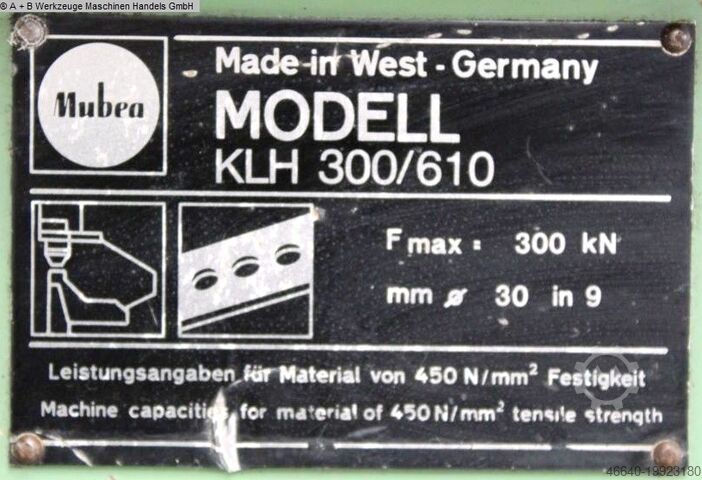 ® A + B Werkzeuge Maschinen Handels GmbH
Mubea
Made in West - Germany
MODELL
KLH 300/610
F max = 300 kN
mm ø 30 in 9
Leistungsangaben für Material von 450 N/mm² Festigkeit
Machine capacities for material of 450 N/mm² tensile strength
46640-19923180